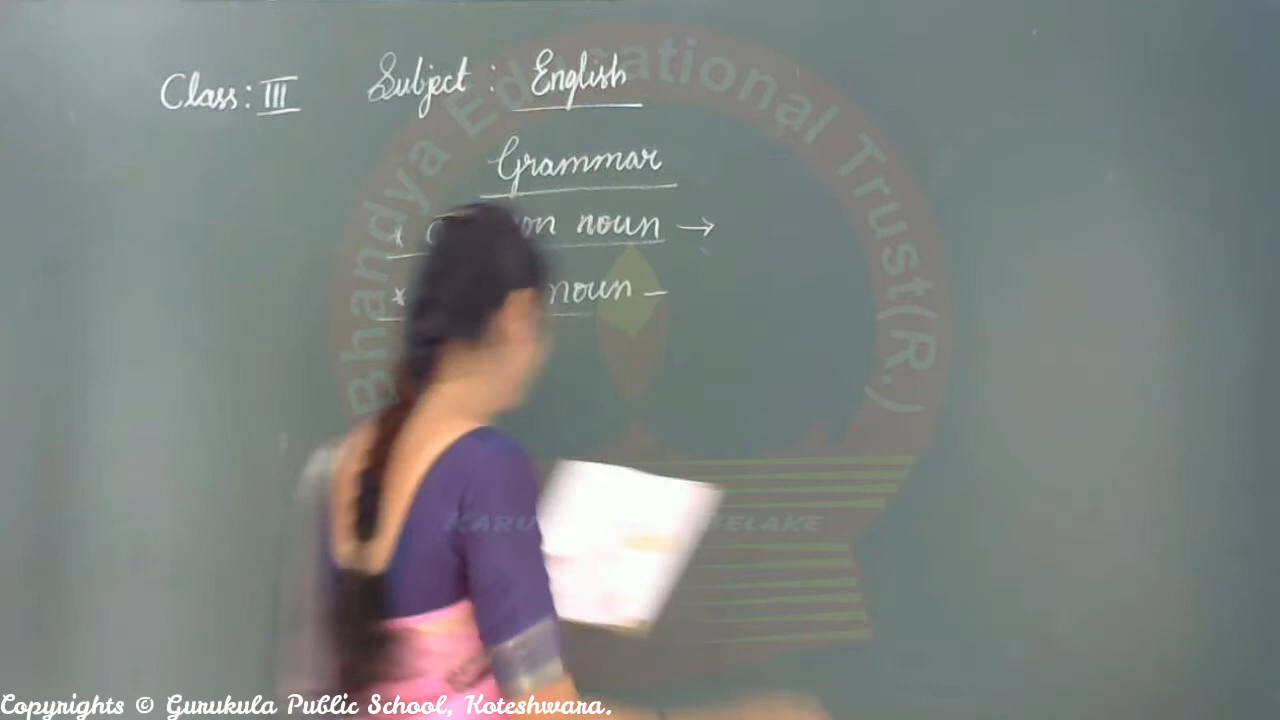 Class: III Subject : English
Grammar
* noun →
* noun –
Bhandya Educational Trust(R.)
Copyrights © Gurukula Public School, Koteshwara.